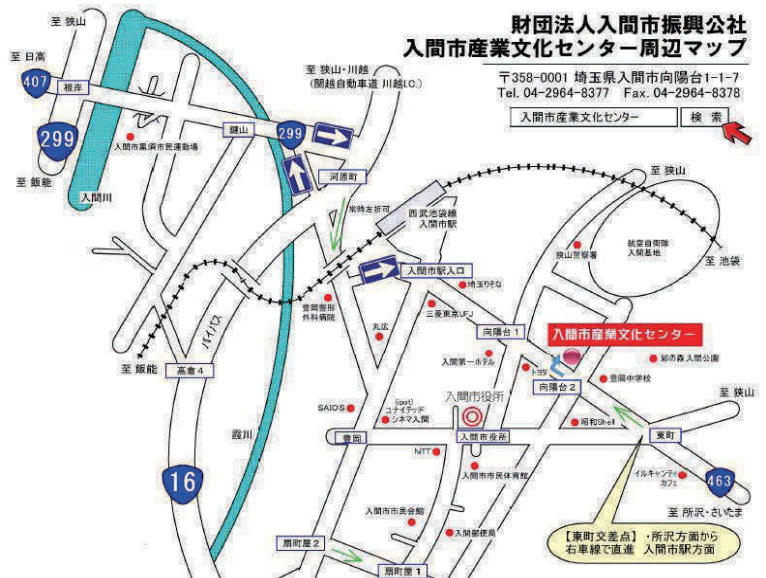 財団法人入間市振興公社
入間市産業文化センター周辺マップ
〒358-0001 埼玉県入間市向陽台1-1-7
Tel. 04-2964-8377 Fax. 04-2964-8378
入間市産業文化センター 検索
至 狭山
至 日高
407
根岸
299
入間市黒須市民運動場
至 飯能
入間川
鍵山
299
至 狭山・川越
(関越自動車道 川越I.C.)
河原町
常時左折可
西武池袋線
入間市駅
至 狭山
狭山警察署
航空自衛隊
入間基地
至 池袋
入間市駅入口
埼玉りそな
豊岡整形
外科病院
三菱東京UFJ
丸広
向陽台1
入間市産業文化センター
入間第一ホテル
トヨタ
彩の森入間公園
豊岡中学校
向陽台2
バイパス
至 飯能
高倉4
霞川
16
SAIOS
(ipot)
ユナイテッド
シネマ入間
入間市役所
昭和Shell
至 狭山
豊岡
入間市役所
東町
NTT
入間市市民体育館
イルキャンティ
カフェ
463
至 所沢・さいたま
入間市市民会館
入間郵便局
【東町交差点】・所沢方面から
右車線で直進 入間市駅方面
扇町屋2
扇町屋1